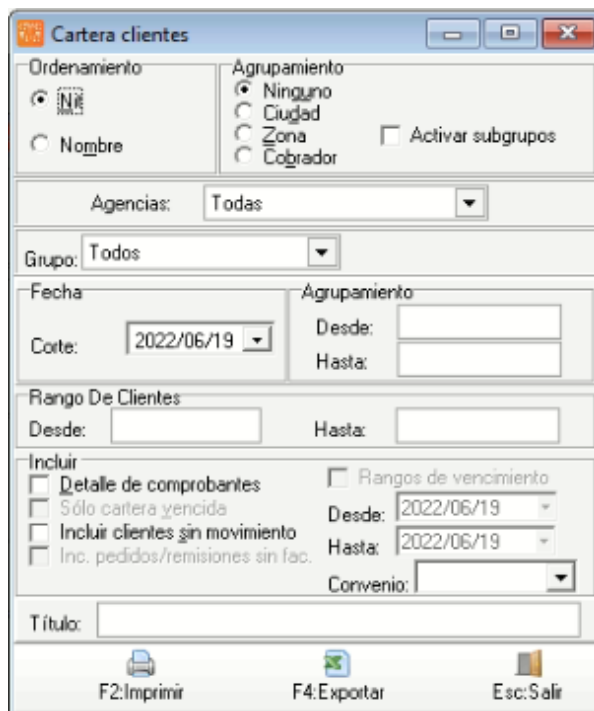 Cartera clientes
Ordenamiento
Nit
Nombre
Agrupamiento
Ninguno
Ciudad
Zona
Cobrador
Activar subgrupos
Agencias: Todas
Grupo: Todos
Fecha
Corte: 2022/06/19
Agrupamiento
Desde:
Hasta:
Rango De Clientes
Desde: Hasta:
Incluir
Detalle de comprobantes
Sólo cartera vencida
Incluir clientes sin movimiento
Inc. pedidos/remisiones sin fac.
Rangos de vencimiento
Desde: 2022/06/19
Hasta: 2022/06/19
Convenio:
Título:
F2:Imprimir F4:Exportar Esc:Salir